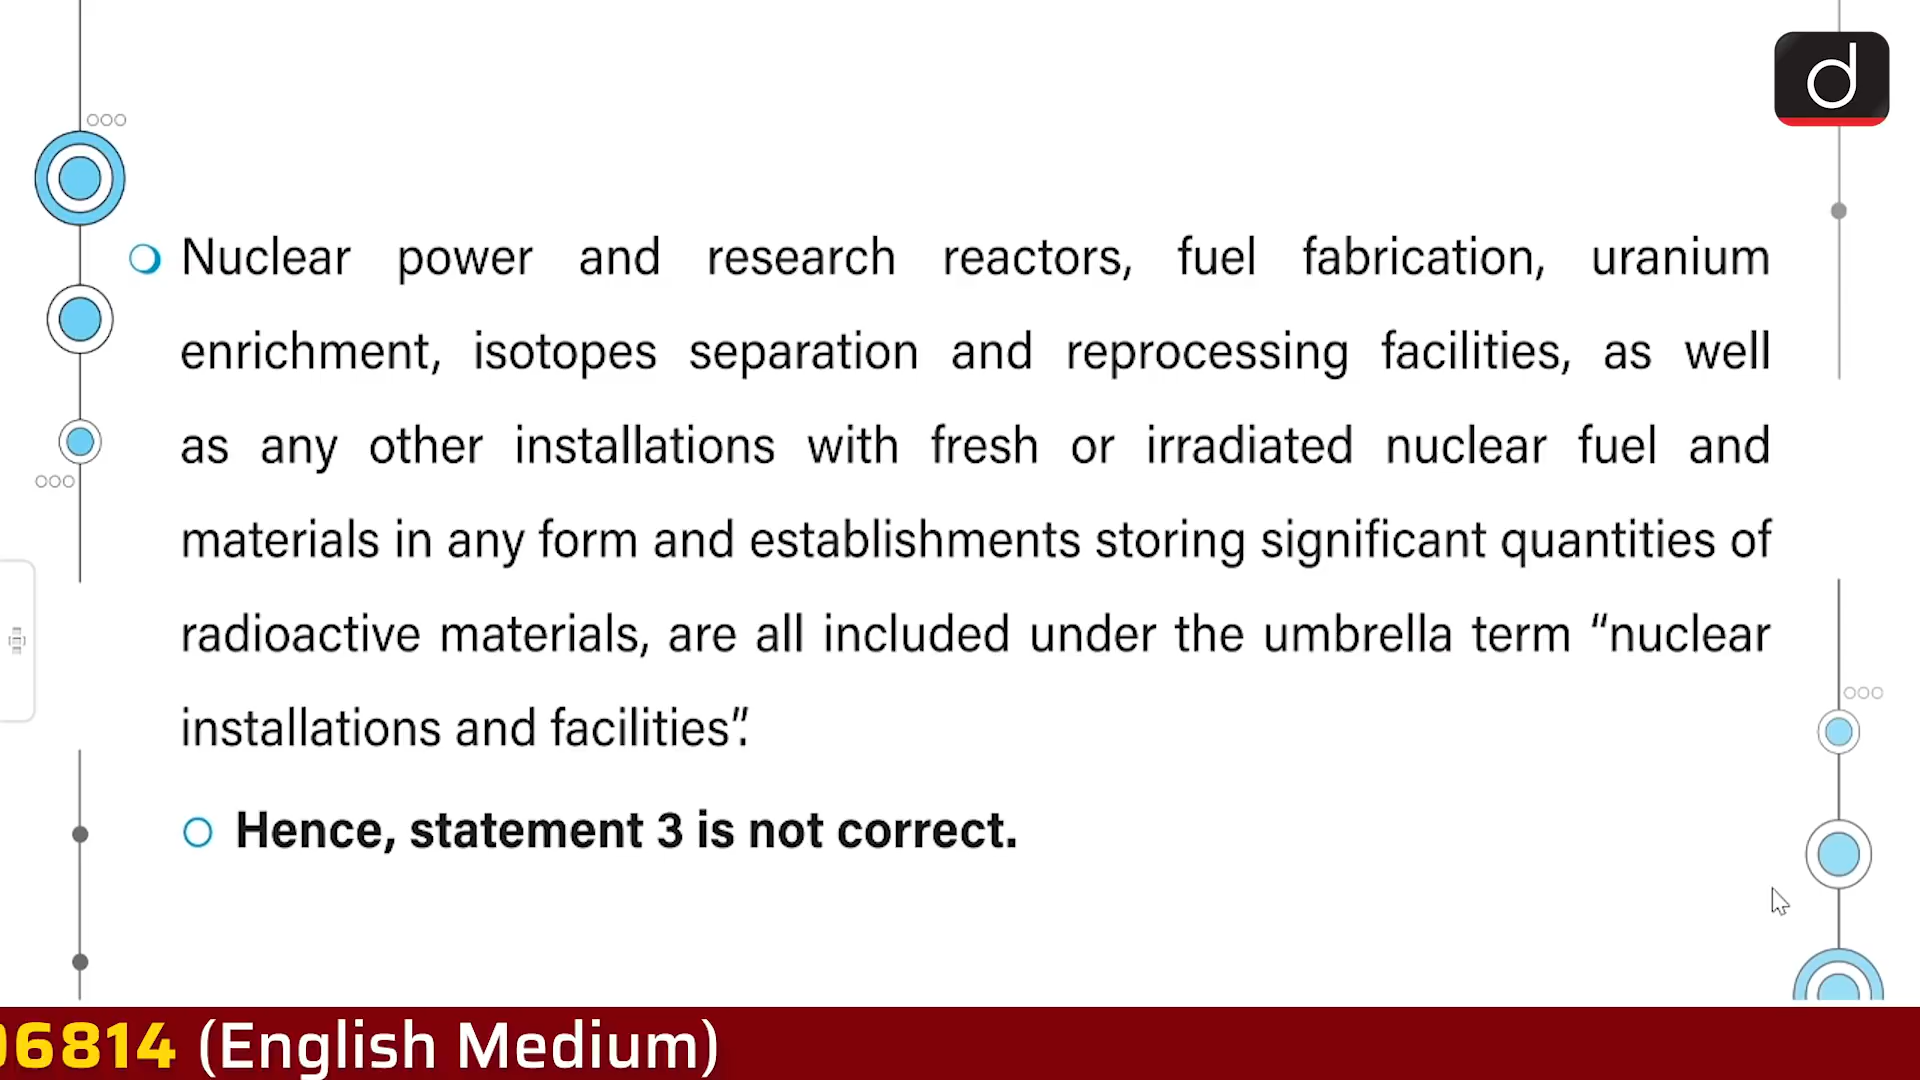 d
Nuclear power and research reactors, fuel fabrication, uranium
enrichment, isotopes separation and reprocessing facilities, as well
as any other installations with fresh or irradiated nuclear fuel and
materials in any form and establishments storing significant quantities of
radioactive materials, are all included under the umbrella term “nuclear
installations and facilities”.
Hence, statement 3 is not correct.
6814 (English Medium)